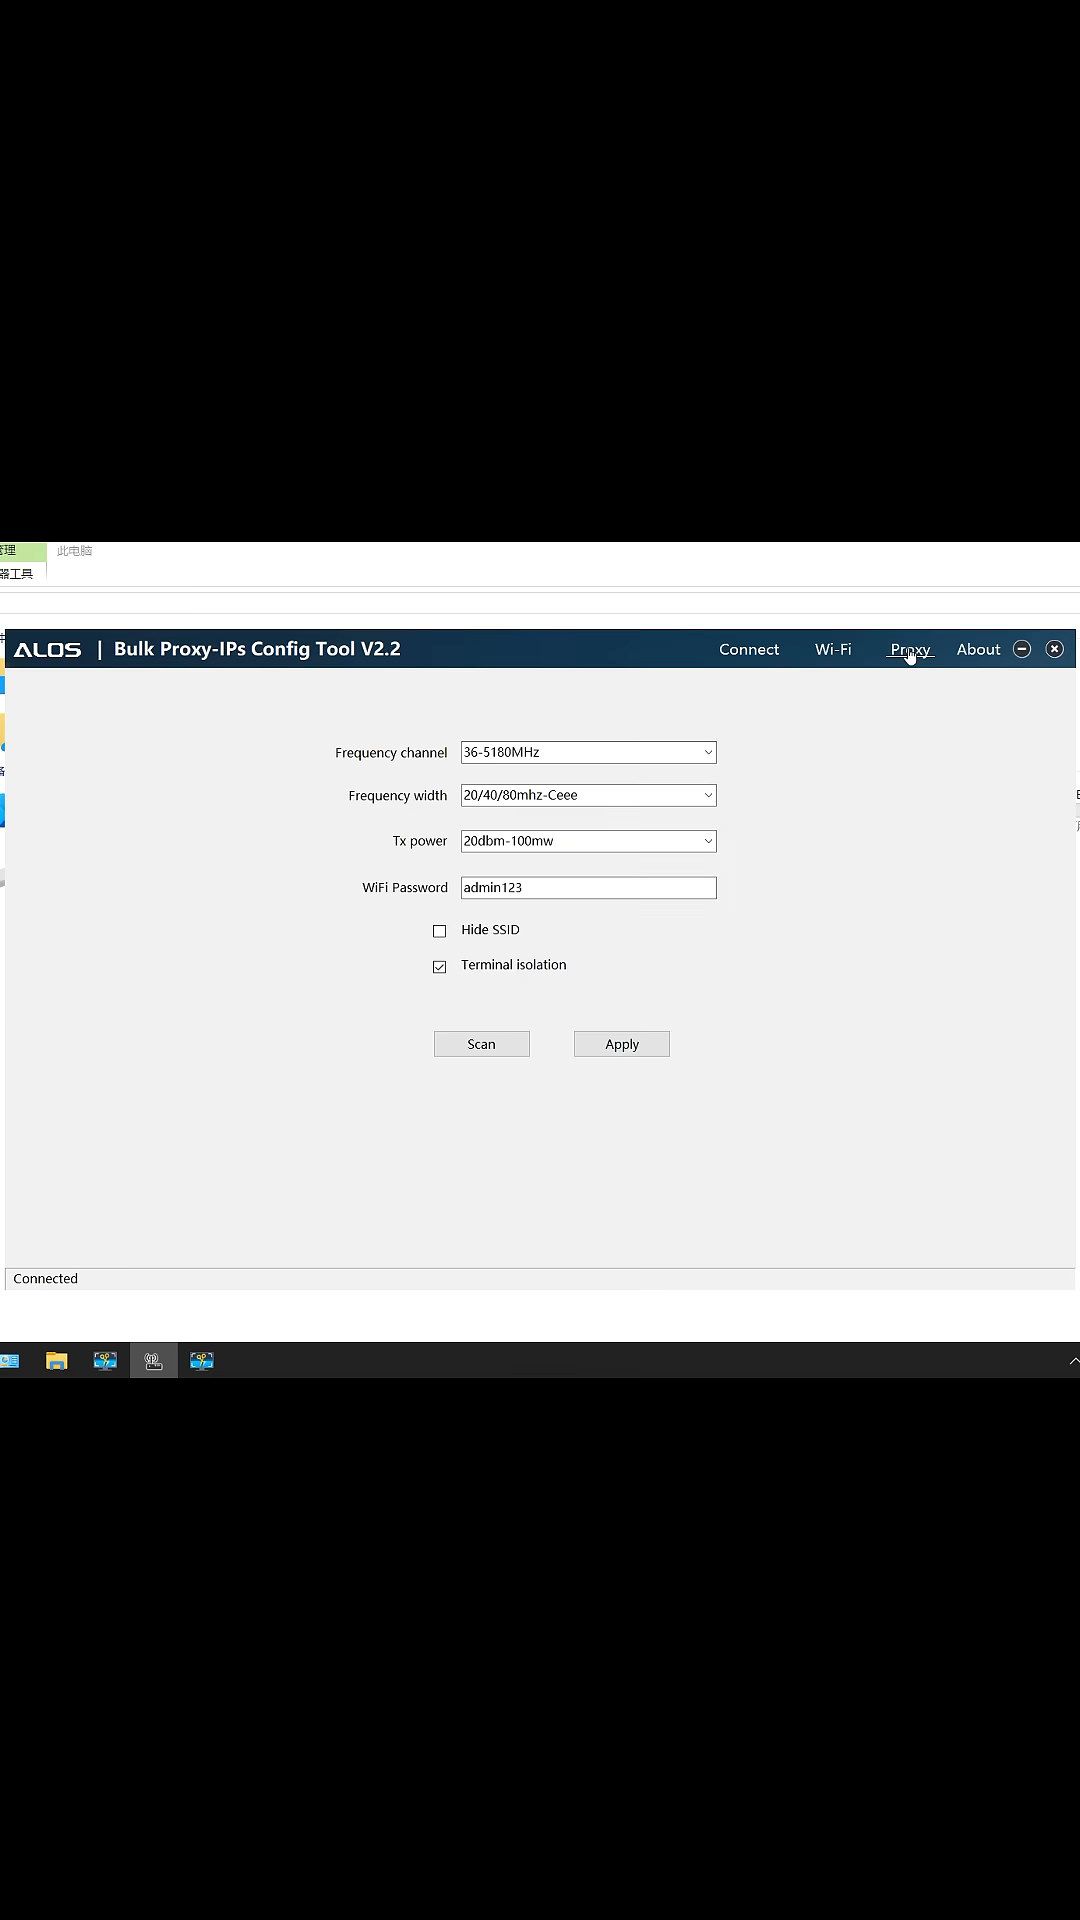 管理
此电脑
器工具
ALOS | Bulk Proxy-IPs Config Tool V2.2
Connect
Wi-Fi
Proxy
About
Frequency channel
36-5180MHz
Frequency width
20/40/80mhz-Ceee
Tx power
20dbm-100mw
WiFi Password
admin123
Hide SSID
Terminal isolation
Scan
Apply
Connected